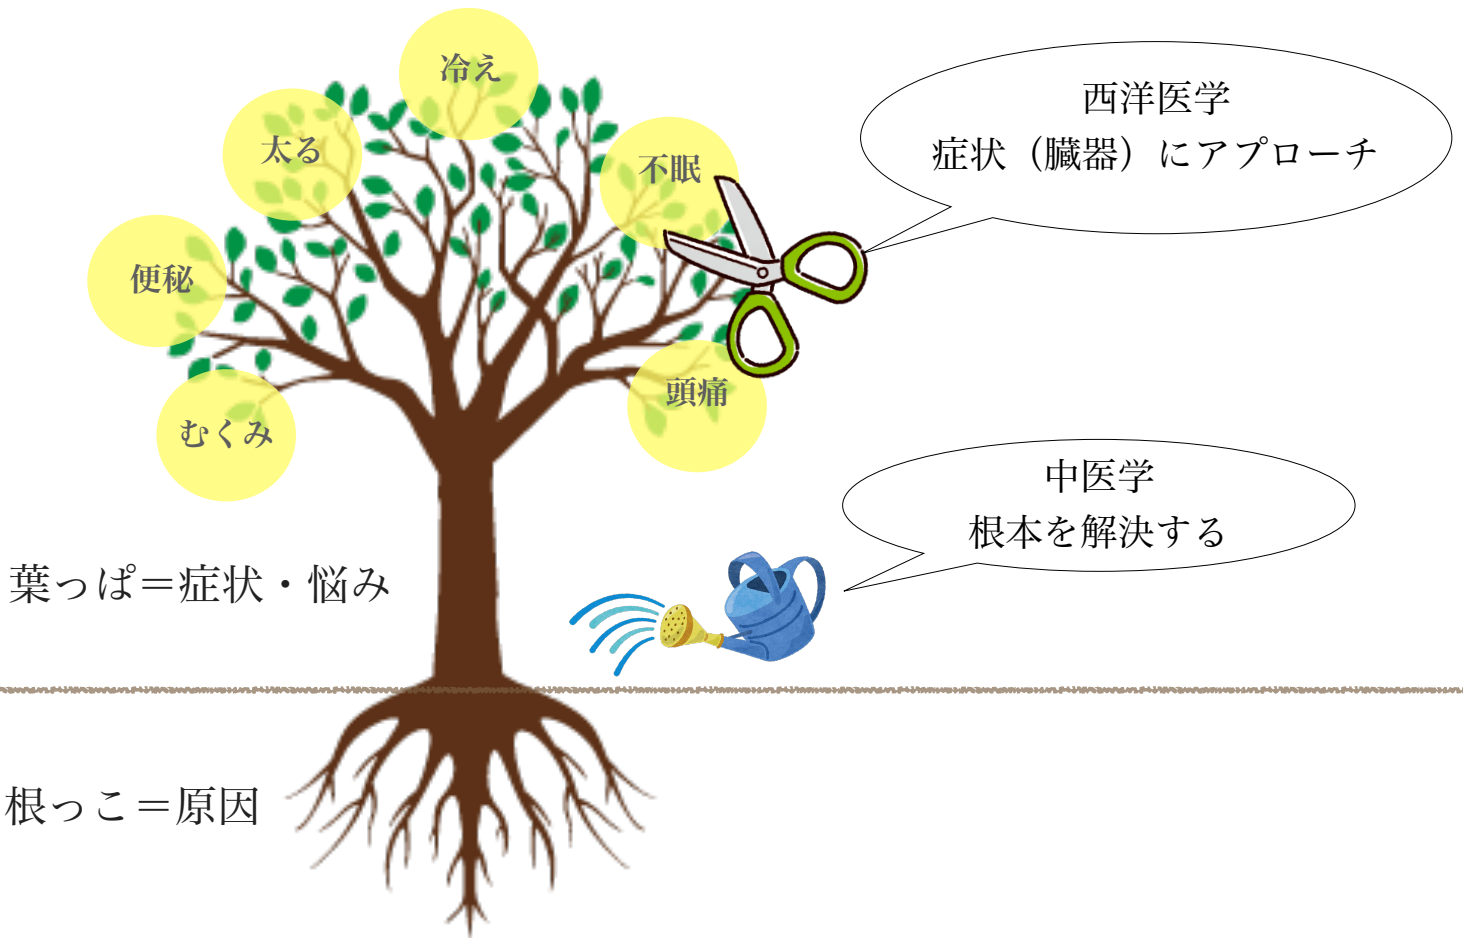 冷え
太る
不眠
便秘
頭痛
むくみ
西洋医学
症状（臓器）にアプローチ
中医学
根本を解決する
葉っぱ＝症状・悩み
根っこ＝原因